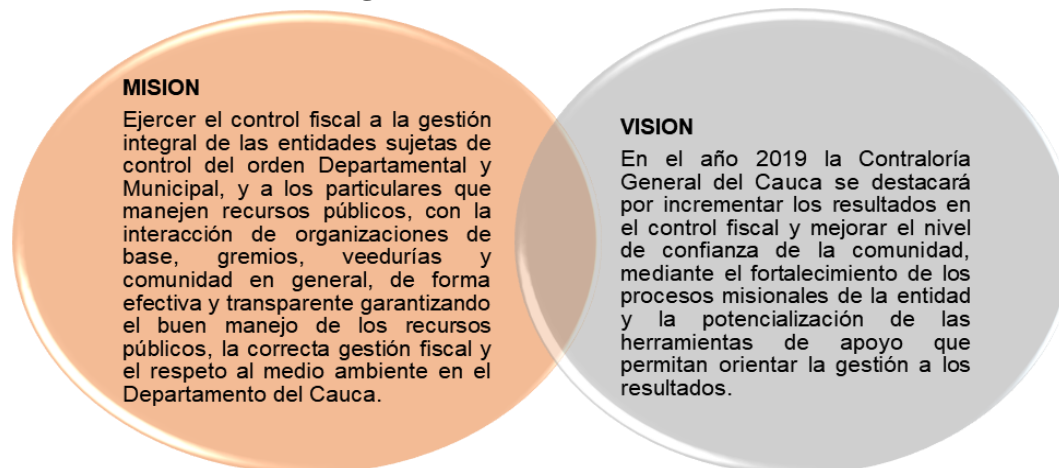 MISION
Ejercer el control fiscal a la gestión
integral de las entidades sujetas de
control del orden Departamental y
Municipal, y a los particulares que
manejen recursos públicos, con la
interacción de organizaciones de
base, gremios, veedurías y
comunidad en general, de forma
efectiva y transparente garantizando
el buen manejo de los recursos
públicos, la correcta gestión fiscal y
el respeto al medio ambiente en el
Departamento del Cauca.
VISION
En el año 2019 la Contraloría
General del Cauca se destacará
por incrementar los resultados en
el control fiscal y mejorar el nivel
de confianza de la comunidad,
mediante el fortalecimiento de los
procesos misionales de la entidad
y la potencialización de las
herramientas de apoyo que
permitan orientar la gestión a los
resultados.